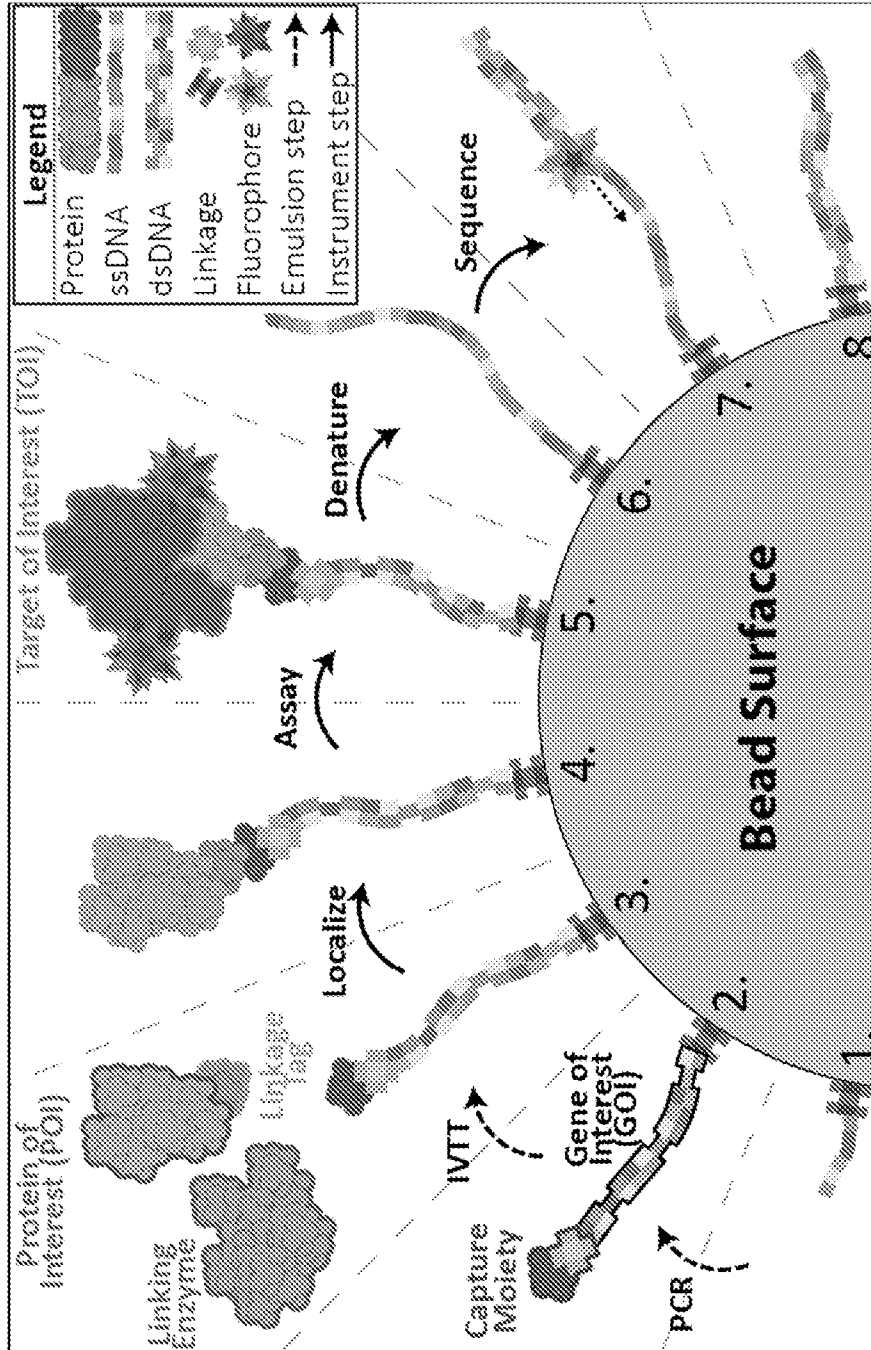 Legend
Protein
ssDNA
dsDNA
Linkage
Fluorophore
Emulsion step
Instrument step
Protein of
Interest (POI)
Linking
Enzyme
Linkage
Tag
Target of Interest (TOI)
Capture
Moiety
Gene of
Interest
(GOI)
PCR
IVTT
Localize
Assay
Denature
Sequence
1.
2.
3.
4.
5.
6.
7.
8
Bead Surface